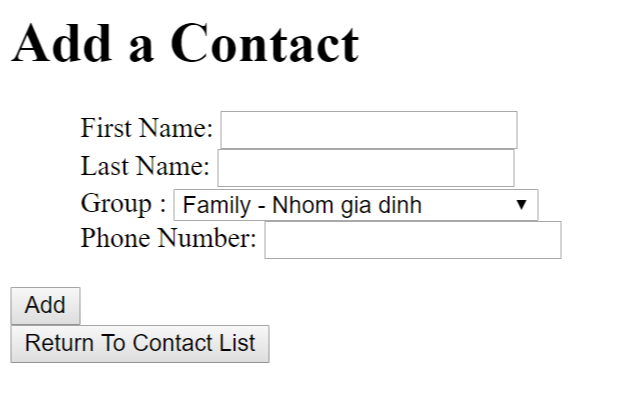 Add a Contact
First Name:
Last Name:
Group : Family - Nhom gia dinh
Phone Number:
Add
Return To Contact List